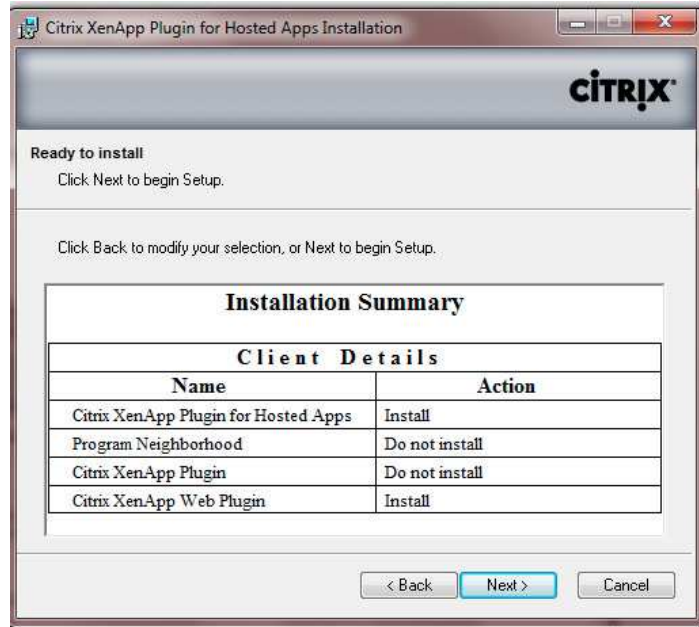 Citrix XenApp Plugin for Hosted Apps Installation
CİTRIX
Ready to install
Click Next to begin Setup.
Click Back to modify your selection, or Next to begin Setup.
Installation Summary
Client Details
Name Action
Citrix XenApp Plugin for Hosted Apps Install
Program Neighborhood Do not install
Citrix XenApp Plugin Do not install
Citrix XenApp Web Plugin Install
< Back Next > Cancel